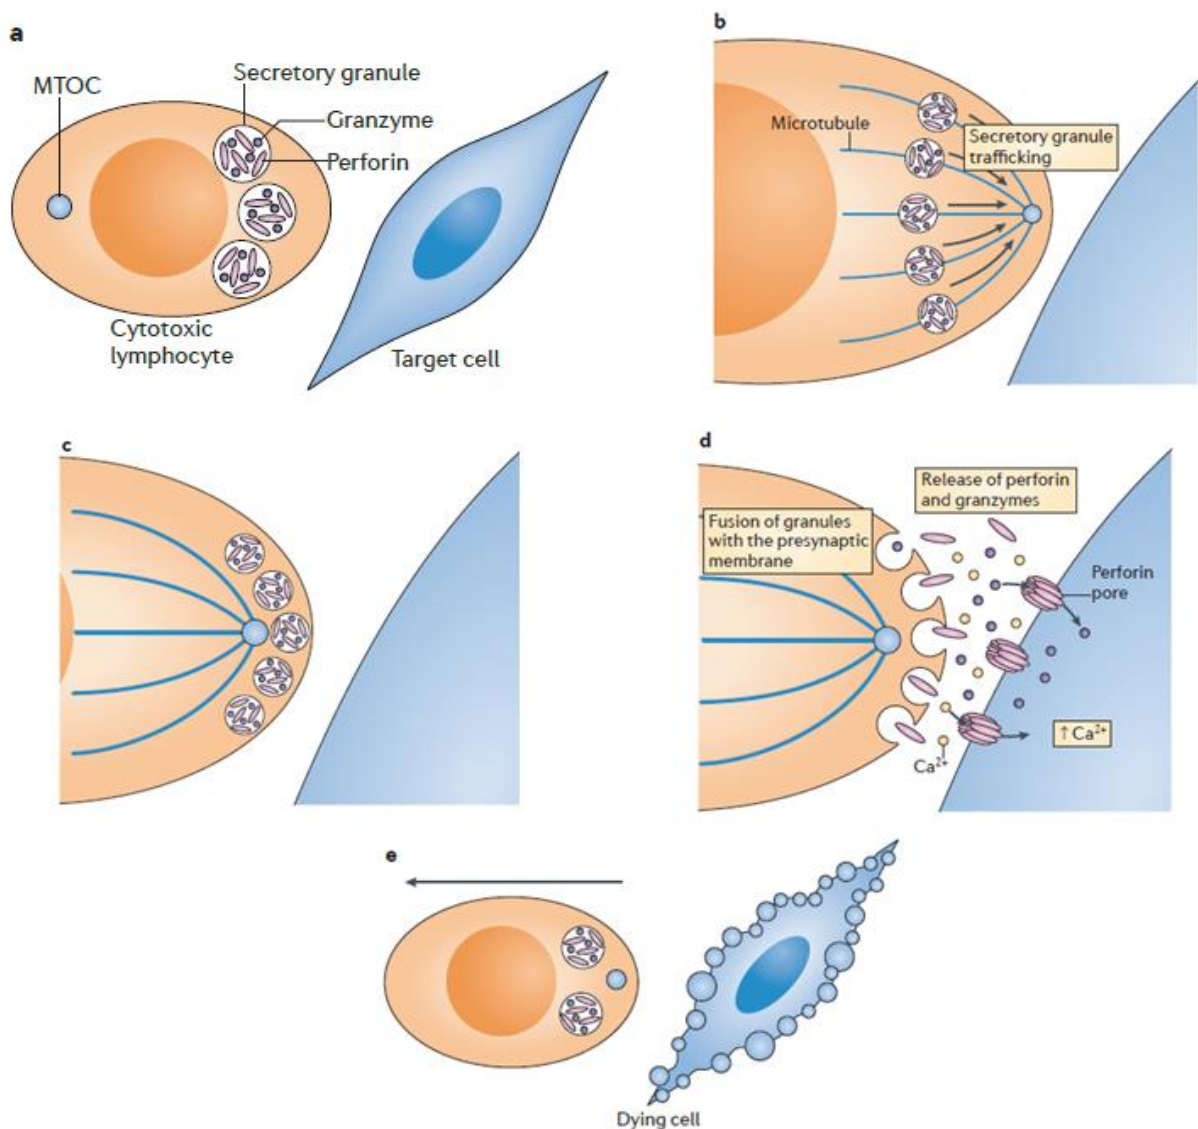 a
MTOC
Secretory granule
Granzyme
Perforin
Cytotoxic
lymphocyte
Target cell
b
Microtubule
Secretory granule
trafficking
c
d
Release of perforin
and granzymes
Fusion of granules
with the presynaptic
membrane
Perforin
pore
↑ Ca²⁺
Ca²⁺
e
Dying cell